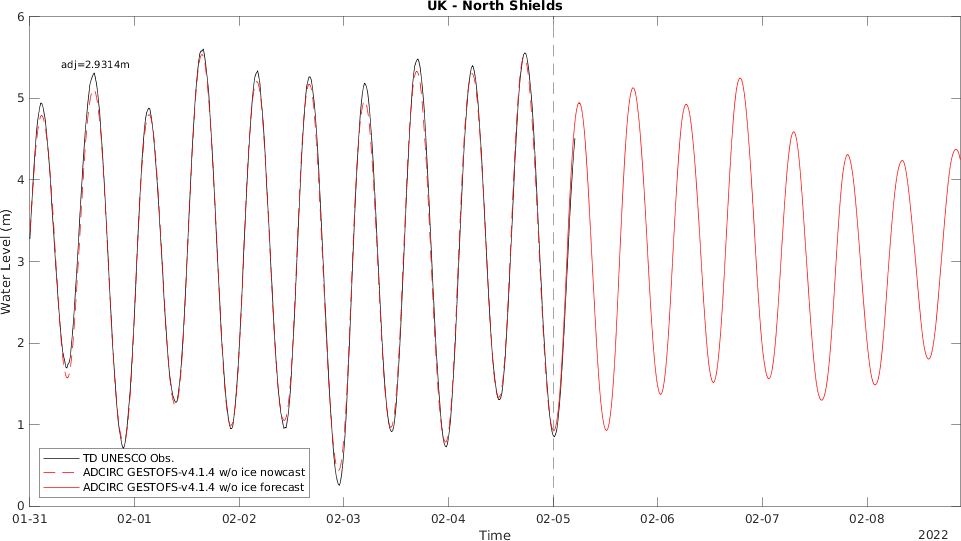 UK - North Shields
adj=2.9314m
6
5
4
3
2
1
0
Water Level (m)
TD UNESCO Obs.
ADCIRC GESTOFS-v4.1.4 w/o ice nowcast
ADCIRC GESTOFS-v4.1.4 w/o ice forecast
01-31 02-01 02-02 02-03 02-04 02-05 02-06 02-07 02-08
Time
2022